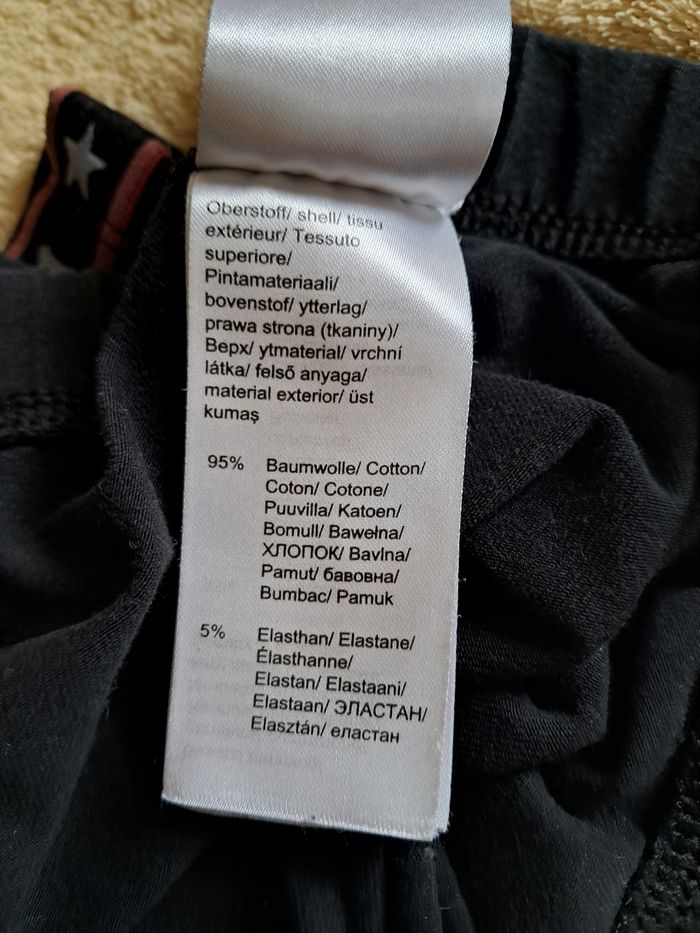 Oberstoff/ shell/ tissu
extérieur/ Tessuto
superiore/
Pintamateriaali/
bovenstof/ ytterlag/
prawa strona (tkaniny)/
Верх/ ytmaterial/ vrchní
látka/ felső anyaga/
material exterior/ üst
kumaş
95% Baumwolle/ Cotton/
Coton/ Cotone/
Puuvilla/ Katoen/
Bomull/ Bawełna/
ХЛОПОК/ Bavlna/
Pamut/ бавовна/
Bumbac/ Pamuk
5% Elasthan/ Elastane/
Élasthanne/
Elastan/ Elastaani/
Elastaan/ ЭЛАСТАН/
Elasztán/ еластан